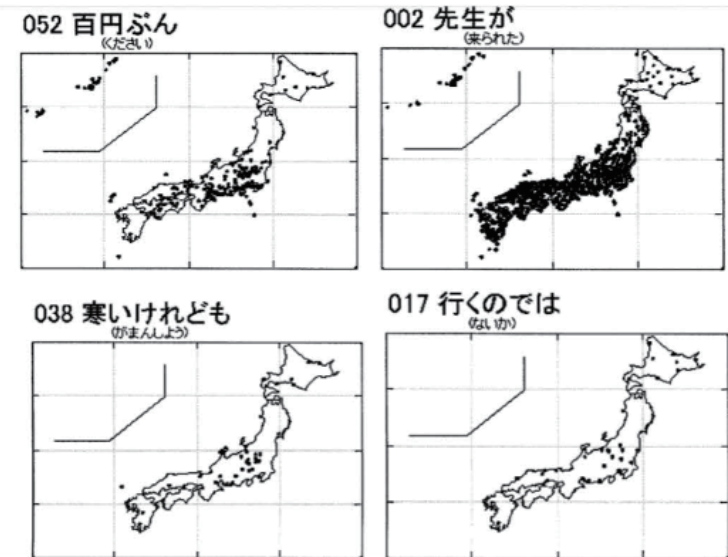 052 百円ぶん
(ください)
002 先生が
(来られた)
038 寒いけれども
(がまんしよう)
017 行くのでは
(ないか)